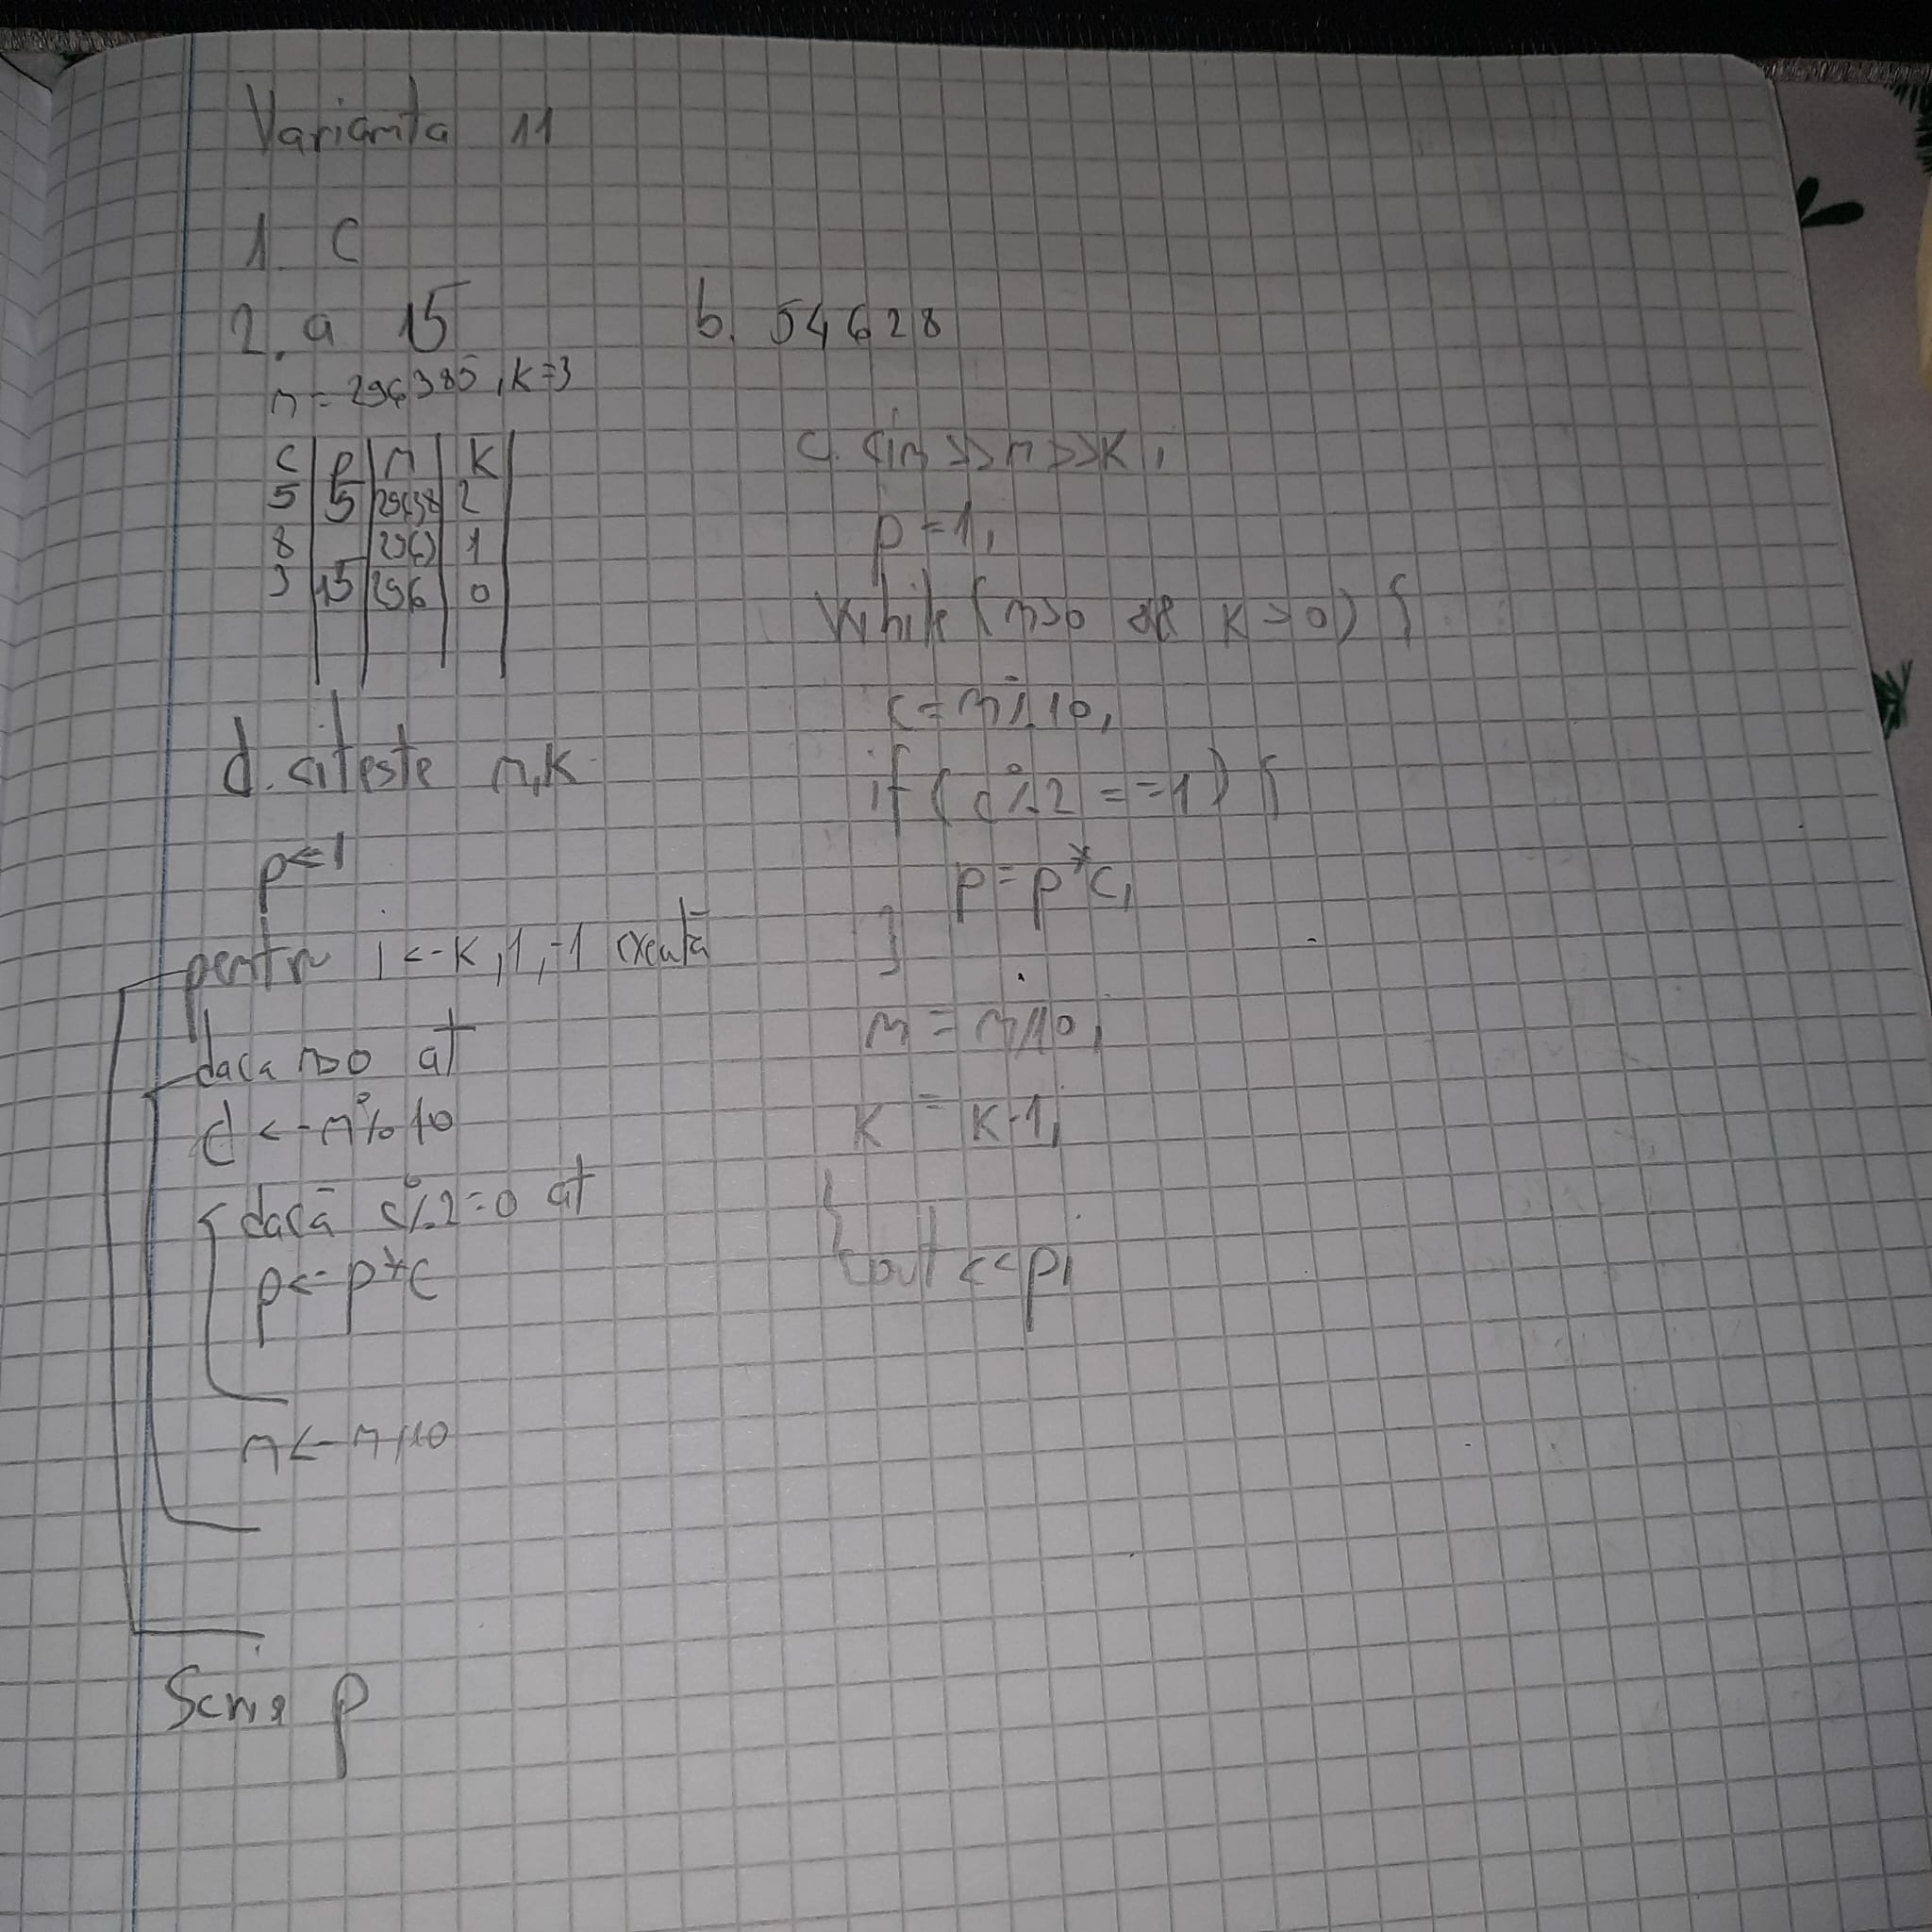 Varianta 11
1. C
2. a 15
b. 54628
n = 296385, k=3
c | p | n | k
5 | 5 | 29638 | 2
8 | | 2963 | 1
3 | 15 | 296 | 0
c. cin >>n>>k;
p=1;
while (n>0 && k>0) {
c=n%10;
if (c%2==1) {
p=p*c;
}
n=n/10;
k=k-1;
}
cout<<p;
d. citeste n,k
p<-1
pentru i<-k,1,-1 execută
daca n>0 at
c<-n%10
dacă c%2=0 at
p<-p*c
n<-n/10
Scrie p